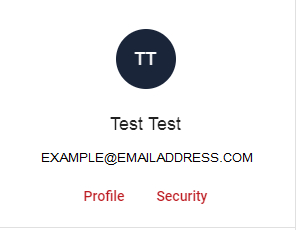 TT
Test Test
EXAMPLE@EMAILADDRESS.COM
Profile Security